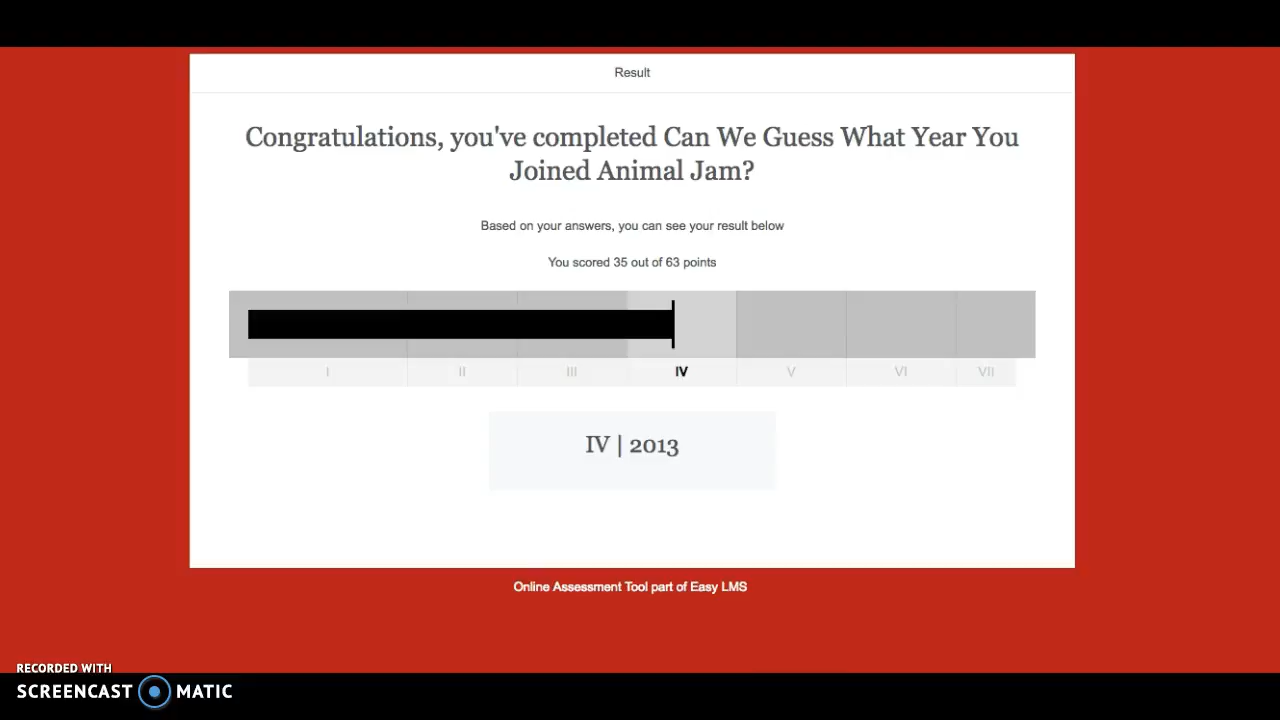 Result
Congratulations, you've completed Can We Guess What Year You
Joined Animal Jam?
Based on your answers, you can see your result below
You scored 35 out of 63 points
I II III IV V VI VII
IV | 2013
Online Assessment Tool part of Easy LMS
RECORDED WITH
SCREENCAST MATIC